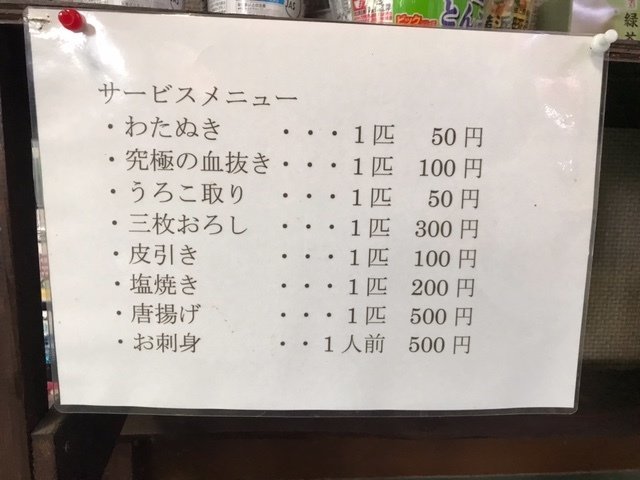 サービスメニュー
・わたぬき ・・・1匹 50円
・究極の血抜き・・・1匹 100円
・うろこ取り ・・・1匹 50円
・三枚おろし ・・・1匹 300円
・皮引き ・・・1匹 100円
・塩焼き ・・・1匹 200円
・唐揚げ ・・・1匹 500円
・お刺身 ・・1人前 500円